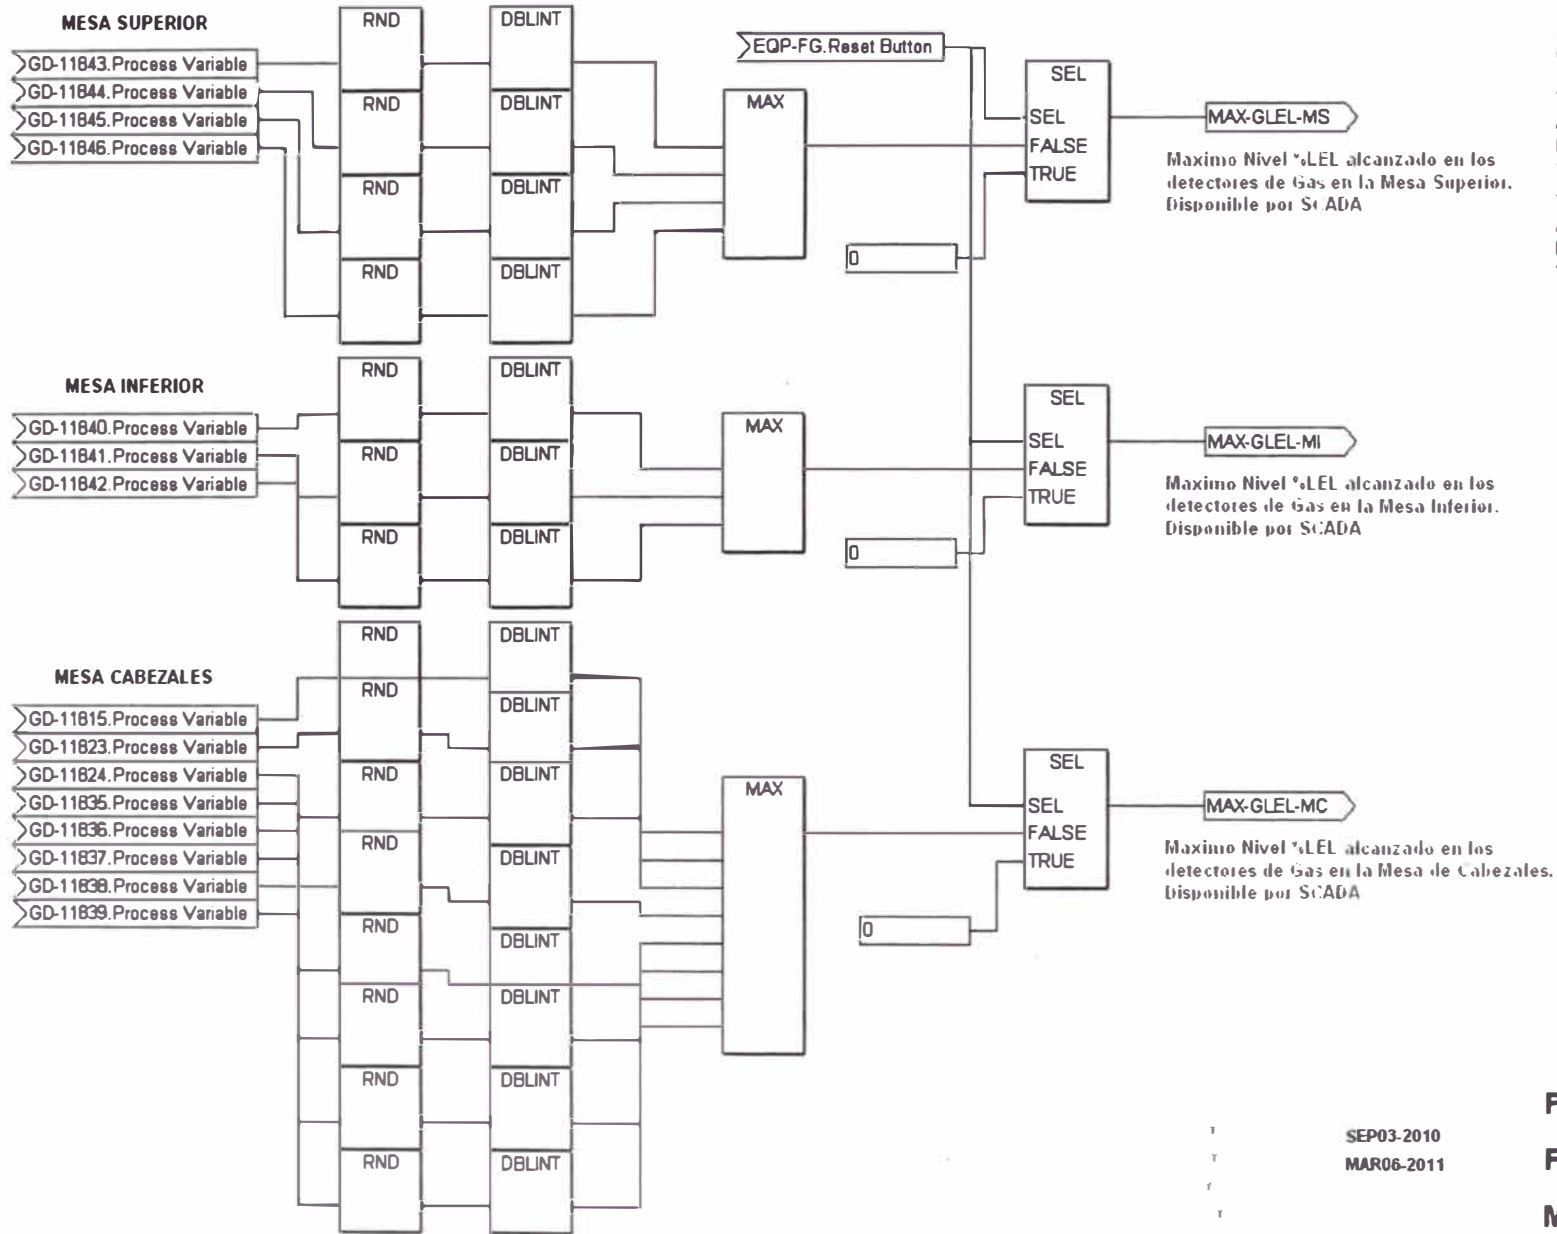 MESA SUPERIOR
GD-11843.Process Variable
GD-11844.Process Variable
GD-11845.Process Variable
GD-11846.Process Variable
RND
RND
RND
RND
DBLINT
DBLINT
DBLINT
DBLINT
MAX
EQP-FG.Reset Button
0
SEL
SEL
FALSE
TRUE
MAX-GLEL-MS
Maximo Nivel %LEL alcanzado en los
detectores de Gas en la Mesa Superior.
Disponible por SCADA
MESA INFERIOR
GD-11840.Process Variable
GD-11841.Process Variable
GD-11842.Process Variable
RND
RND
RND
DBLINT
DBLINT
DBLINT
MAX
0
SEL
SEL
FALSE
TRUE
MAX-GLEL-MI
Maximo Nivel %LEL alcanzado en los
detectores de Gas en la Mesa Inferior.
Disponible por SCADA
MESA CABEZALES
GD-11815.Process Variable
GD-11823.Process Variable
GD-11824.Process Variable
GD-11835.Process Variable
GD-11836.Process Variable
GD-11837.Process Variable
GD-11838.Process Variable
GD-11839.Process Variable
RND
RND
RND
RND
RND
RND
RND
RND
DBLINT
DBLINT
DBLINT
DBLINT
DBLINT
DBLINT
DBLINT
DBLINT
MAX
0
SEL
SEL
FALSE
TRUE
MAX-GLEL-MC
Maximo Nivel %LEL alcanzado en los
detectores de Gas en la Mesa de Cabezales.
Disponible por SCADA
SEP03-2010
MAR06-2011